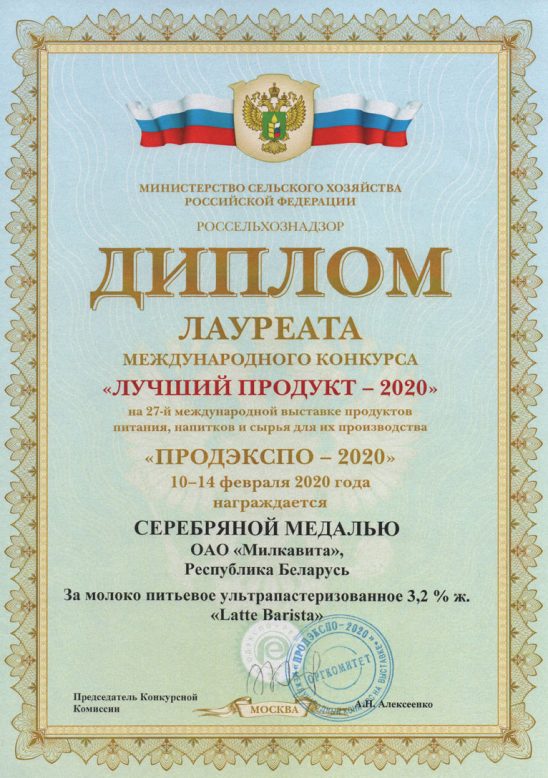 МИНИСТЕРСТВО СЕЛЬСКОГО ХОЗЯЙСТВА
РОССИЙСКОЙ ФЕДЕРАЦИИ
РОССЕЛЬХОЗНАДЗОР
ДИПЛОМ
ЛАУРЕАТА
МЕЖДУНАРОДНОГО КОНКУРСА
«ЛУЧШИЙ ПРОДУКТ – 2020»
на 27-й международной выставке продуктов
питания, напитков и сырья для их производства
«ПРОДЭКСПО – 2020»
10–14 февраля 2020 года
награждается
СЕРЕБРЯНОЙ МЕДАЛЬЮ
ОАО «Милкавита»,
Республика Беларусь
За молоко питьевое ультрапастеризованное 3,2 % ж.
«Latte Barista»
«ПРОДЭКСПО-2020»
ОРГКОМИТЕТ
Председатель Конкурсной
Комиссии
А.Н. Алексеенко
МОСКВА